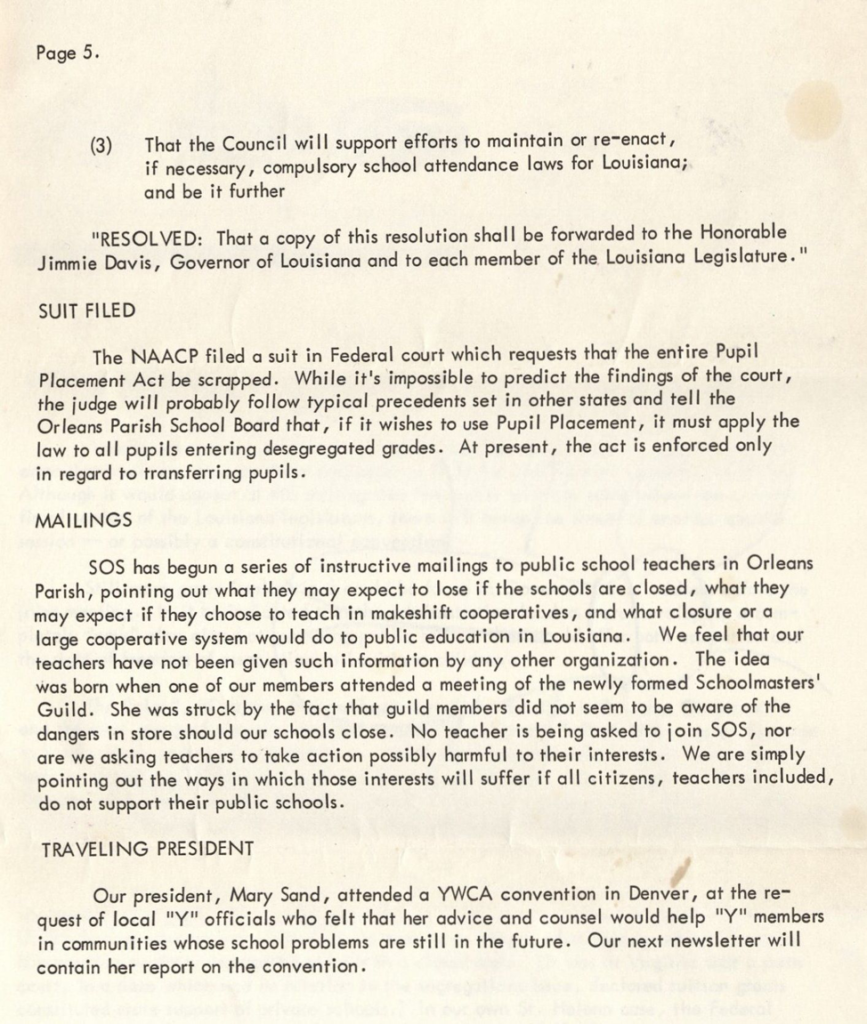 Page 5.
(3) That the Council will support efforts to maintain or re-enact,
if necessary, compulsory school attendance laws for Louisiana;
and be it further
"RESOLVED: That a copy of this resolution shall be forwarded to the Honorable
Jimmie Davis, Governor of Louisiana and to each member of the Louisiana Legislature."
SUIT FILED
The NAACP filed a suit in Federal court which requests that the entire Pupil
Placement Act be scrapped. While it's impossible to predict the findings of the court,
the judge will probably follow typical precedents set in other states and tell the
Orleans Parish School Board that, if it wishes to use Pupil Placement, it must apply the
law to all pupils entering desegregated grades. At present, the act is enforced only
in regard to transferring pupils.
MAILINGS
SOS has begun a series of instructive mailings to public school teachers in Orleans
Parish, pointing out what they may expect to lose if the schools are closed, what they
may expect if they choose to teach in makeshift cooperatives, and what closure or a
large cooperative system would do to public education in Louisiana. We feel that our
teachers have not been given such information by any other organization. The idea
was born when one of our members attended a meeting of the newly formed Schoolmasters'
Guild. She was struck by the fact that guild members did not seem to be aware of the
dangers in store should our schools close. No teacher is being asked to join SOS, nor
are we asking teachers to take action possibly harmful to their interests. We are simply
pointing out the ways in which those interests will suffer if all citizens, teachers included,
do not support their public schools.
TRAVELING PRESIDENT
Our president, Mary Sand, attended a YWCA convention in Denver, at the re-
quest of local "Y" officials who felt that her advice and counsel would help "Y" members
in communities whose school problems are still in the future. Our next newsletter will
contain her report on the convention.